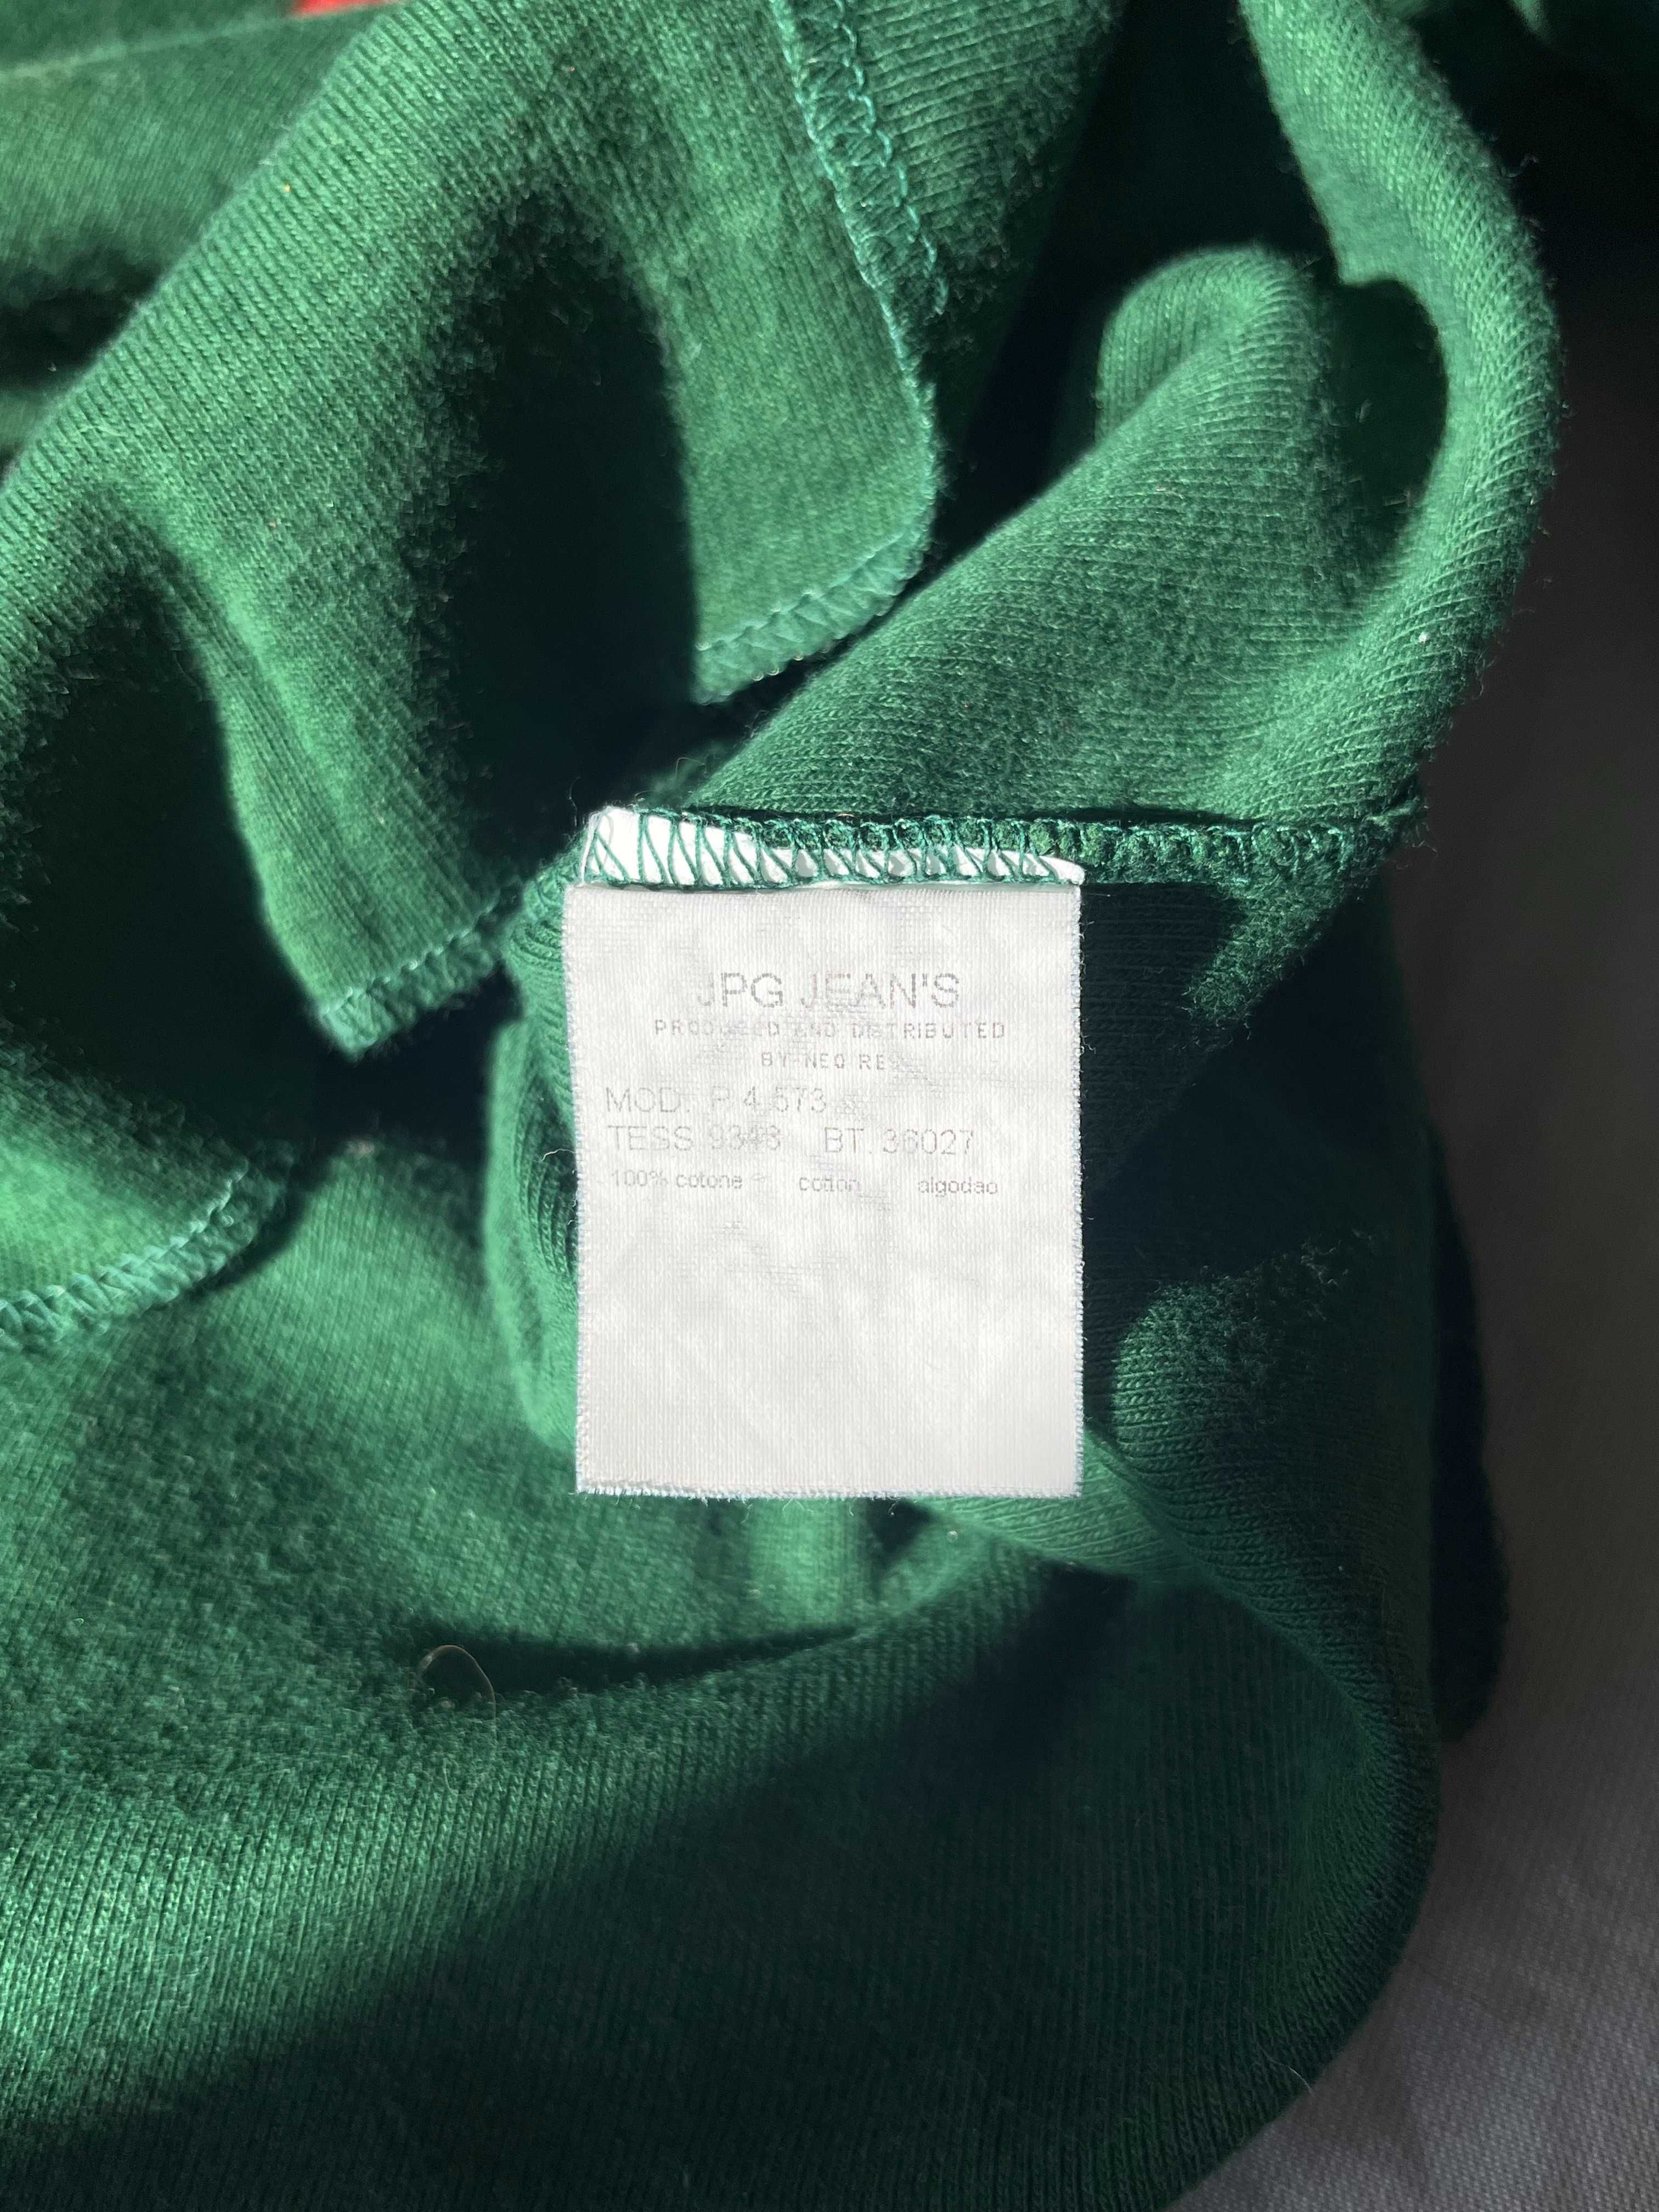 JPG JEAN'S
PRODUCED AND DISTRIBUTED
BY NEO RE
MOD. P 4 573
TESS 9348 BT. 36027
100% cotone cotton algodao